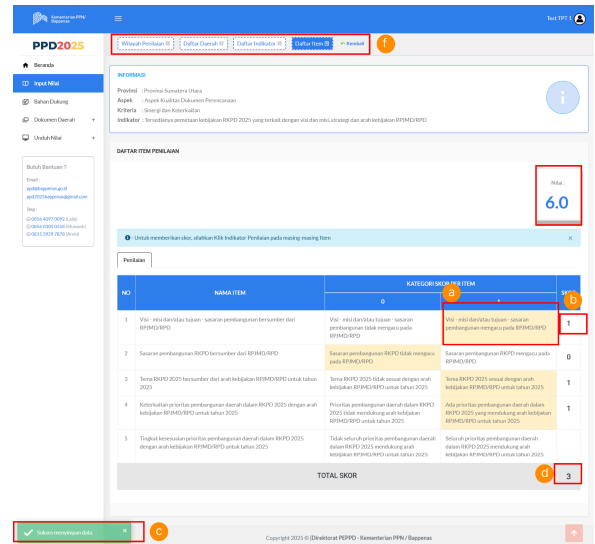 Kementerian PPN/
Bappenas
Test TPT 1
PPD2025
Wilayah Penilaian
Daftar Daerah
Daftar Indikator
Daftar Item
Kembali
f
Beranda
Input Nilai
Bahan Dukung
Dokumen Daerah +
Unduh Nilai +
INFORMASI
Provinsi : Provinsi Sumatera Utara
Aspek : Aspek Kualitas Dokumen Perencanaan
Kriteria : Sinergi dan Keterkaitan
Indikator : Tersedianya pemetaan kebijakan RKPD 2025 yang terkait dengan visi dan misi, strategi dan arah kebijakan RPJMD/RPD
i
Butuh Bantuan ?
Email :
ppd@bappenas.go.id
ppd2025bappenas@gmail.com
Telp :
DAFTAR ITEM PENILAIAN
Nilai :
6.0
Untuk memberikan skor, silahkan Klik Indikator Penilaian pada masing-masing Item ×
Penilaian
NO NAMA ITEM KATEGORI SKOR PER ITEM
0
a
b
1 Visi - misi dan/atau tujuan - sasaran pembangunan bersumber dari
RPJMD/RPD
Visi - misi dan/atau tujuan - sasaran
pembangunan tidak mengacu pada
RPJMD/RPD
Visi - misi dan/atau tujuan - sasaran
pembangunan mengacu pada RPJMD/RPD
1
2 Sasaran pembangunan RKPD bersumber dari RPJMD/RPD
Sasaran pembangunan RKPD tidak mengacu
pada RPJMD/RPD
Sasaran pembangunan RKPD mengacu pada
RPJMD/RPD
0
3 Tema RKPD 2025 bersumber dari arah kebijakan RPJMD/RPD untuk tahun
2025
Tema RKPD 2025 tidak sesuai dengan arah
kebijakan RPJMD/RPD untuk tahun 2025
Tema RKPD 2025 sesuai dengan arah
kebijakan RPJMD/RPD untuk tahun 2025
1
4 Keterkaitan prioritas pembangunan daerah dalam RKPD 2025 dengan arah
kebijakan RPJMD/RPD untuk tahun 2025
Prioritas pembangunan daerah dalam RKPD
2025 tidak mendukung arah kebijakan
RPJMD/RPD untuk tahun 2025
Ada prioritas pembangunan daerah dalam
RKPD 2025 yang mendukung arah kebijakan
RPJMD/RPD untuk tahun 2025
1
5 Tingkat kesesuaian prioritas pembangunan daerah dalam RKPD 2025
dengan arah kebijakan RPJMD/RPD untuk tahun 2025
Tidak seluruh prioritas pembangunan daerah
dalam RKPD 2025 mendukung arah
kebijakan RPJMD/RPD untuk tahun 2025
Seluruh prioritas pembangunan daerah
dalam RKPD 2025 mendukung arah
kebijakan RPJMD/RPD untuk tahun 2025
TOTAL SKOR
d
3
Sukses menyimpan data ×
c
Copyright 2025 © |Direktorat PEPPD - Kementerian PPN / Bappenas